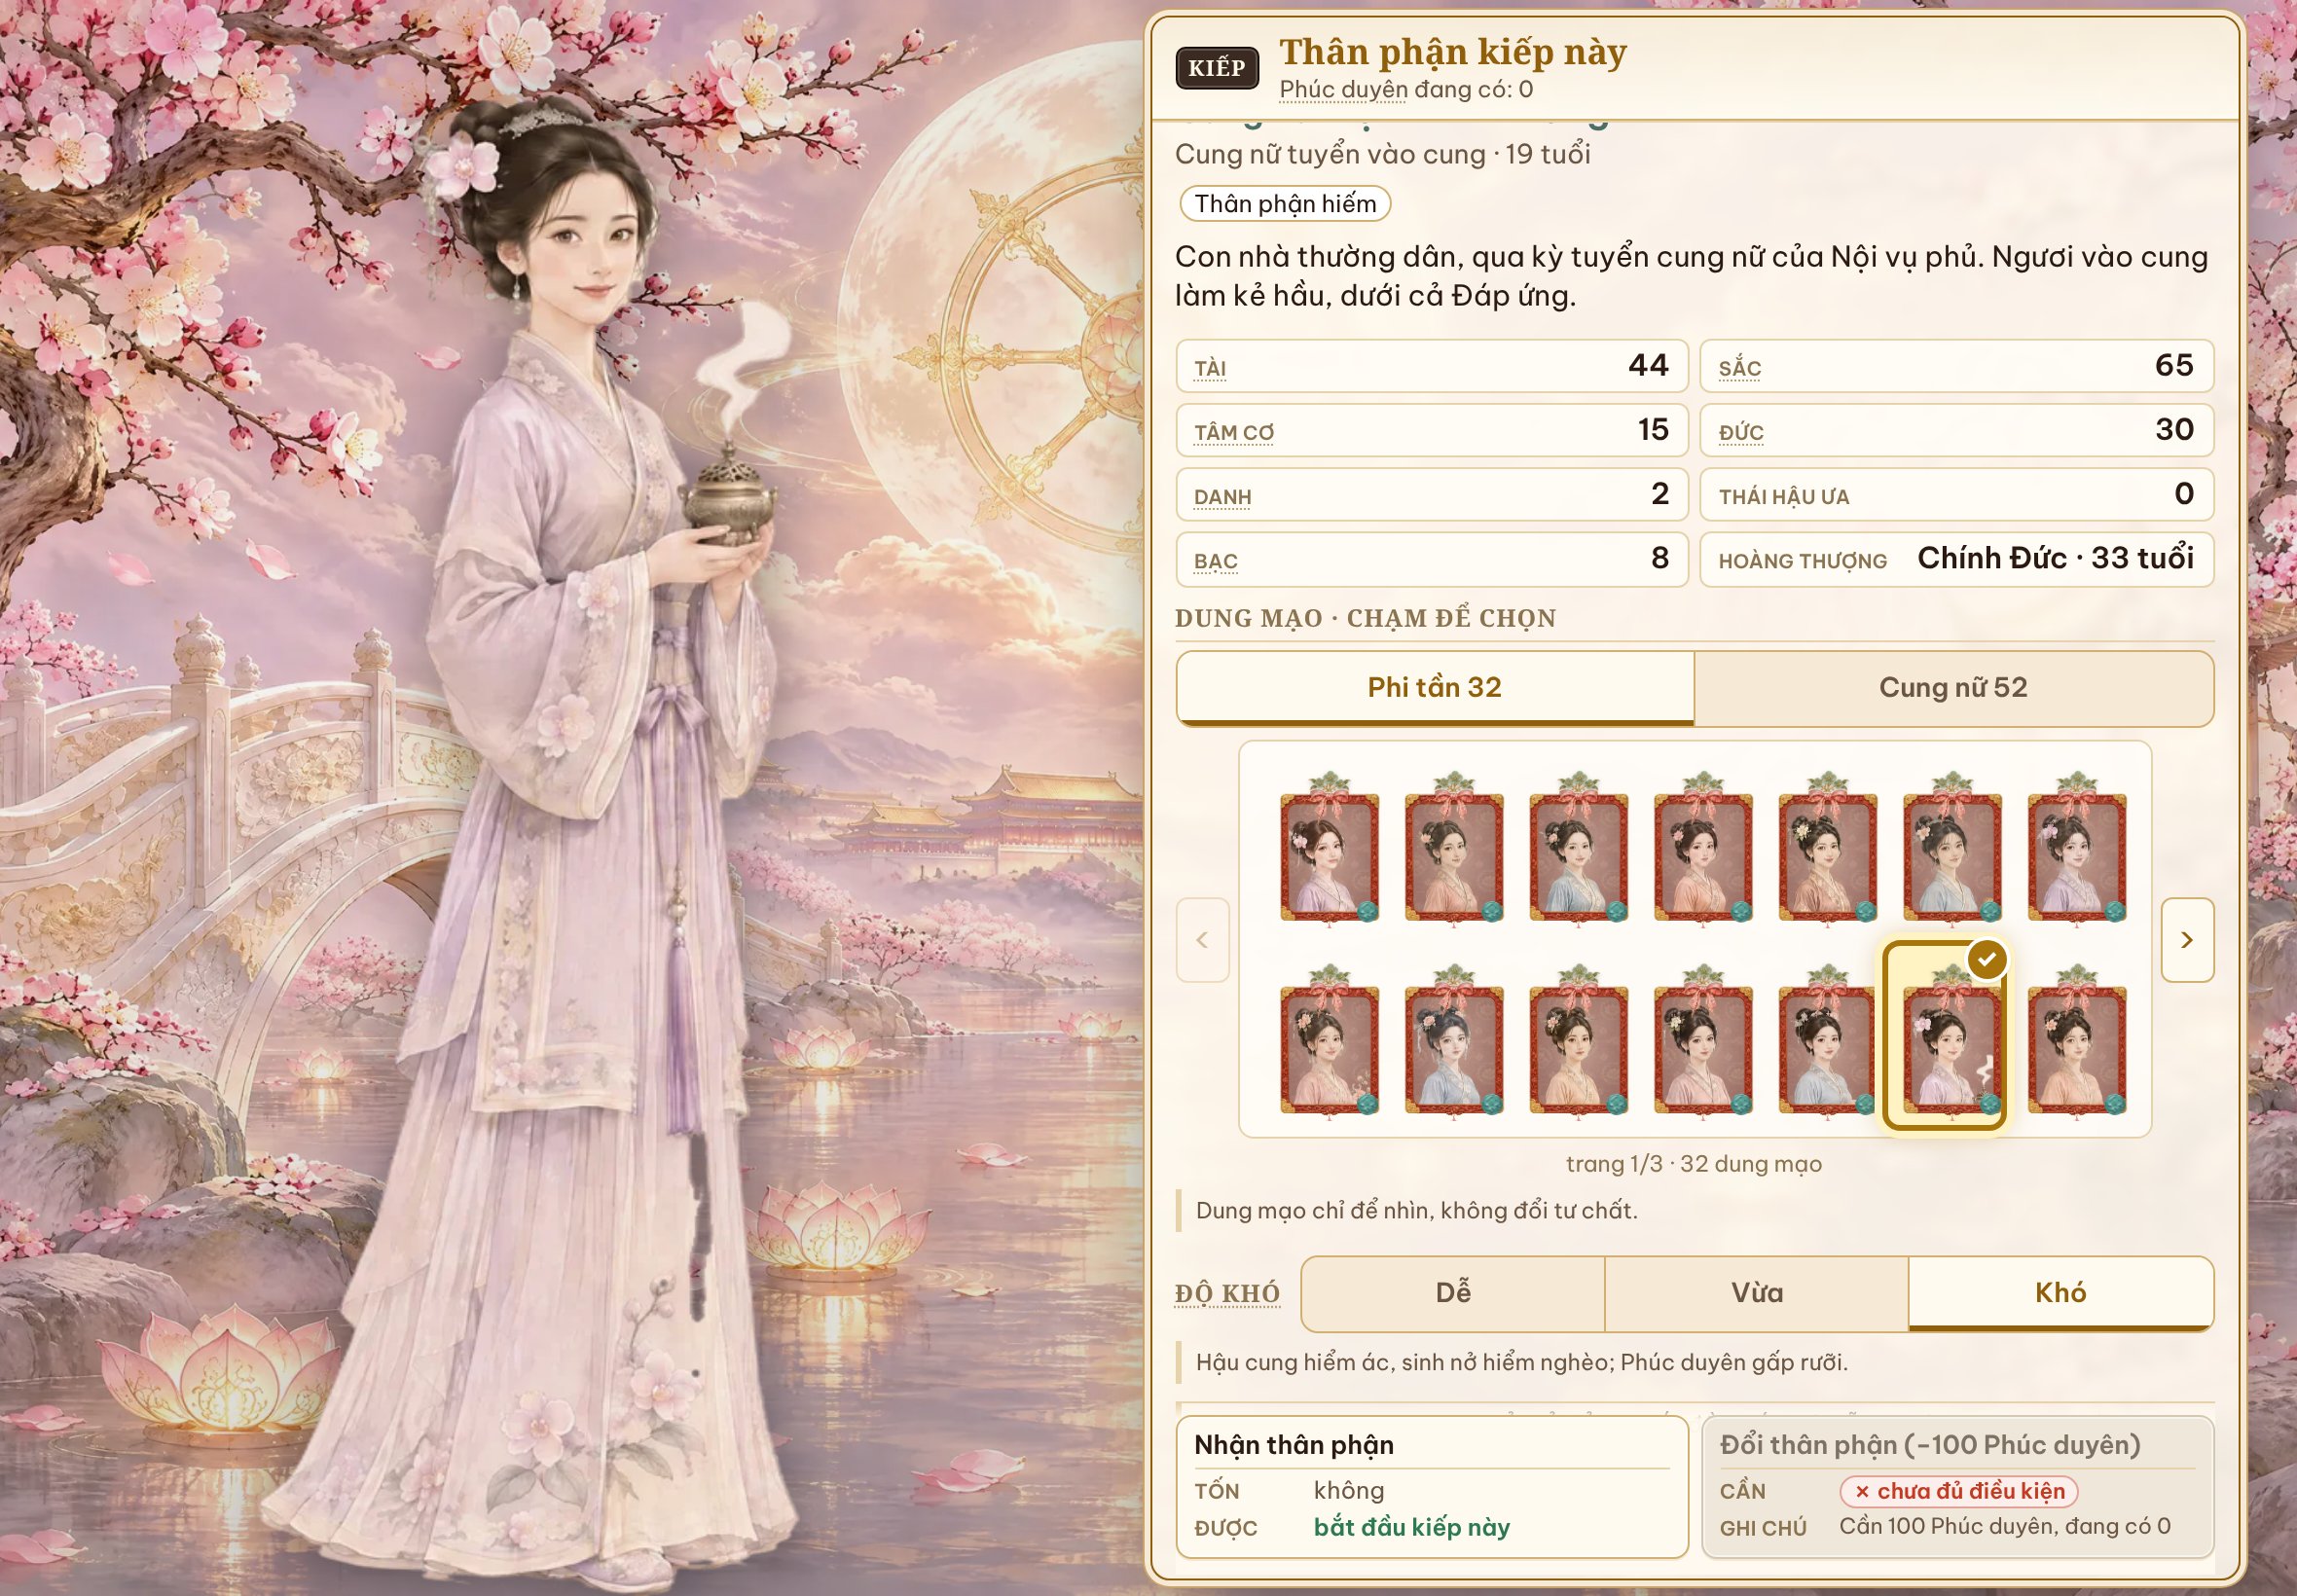 KIẾP
Thân phận kiếp này
Phúc duyên đang có: 0
Cung nữ tuyển vào cung · 19 tuổi
Thân phận hiếm
Con nhà thường dân, qua kỳ tuyển cung nữ của Nội vụ phủ. Ngươi vào cung
làm kẻ hầu, dưới cả Đáp ứng.
TÀI 44
SẮC 65
TÂM CƠ 15
ĐỨC 30
DANH 2
THÁI HẬU ƯA 0
BẠC 8
HOÀNG THƯỢNG Chính Đức · 33 tuổi
DUNG MẠO · CHẠM ĐỂ CHỌN
Phi tần 32
Cung nữ 52
trang 1/3 · 32 dung mạo
Dung mạo chỉ để nhìn, không đổi tư chất.
ĐỘ KHÓ
Dễ
Vừa
Khó
Hậu cung hiểm ác, sinh nở hiểm nghèo; Phúc duyên gấp rưỡi.
Nhận thân phận
TỐN không
ĐƯỢC bắt đầu kiếp này
Đổi thân phận (-100 Phúc duyên)
CẦN × chưa đủ điều kiện
GHI CHÚ Cần 100 Phúc duyên, đang có 0